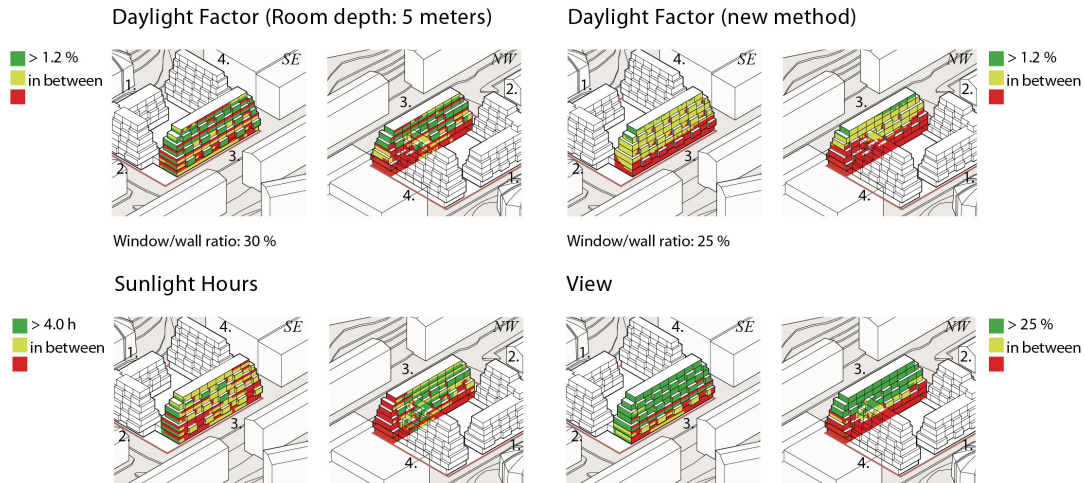 Daylight Factor (Room depth: 5 meters)
Daylight Factor (new method)
> 1.2 %
in between
1.
2.
3.
4.
SE
1.
2.
3.
4.
NW
1.
2.
3.
4.
SE
1.
2.
3.
4.
NW
> 1.2 %
in between
Window/wall ratio: 30 %
Window/wall ratio: 25 %
Sunlight Hours
View
> 4.0 h
in between
1.
2.
3.
4.
SE
1.
2.
3.
4.
NW
1.
2.
3.
4.
SE
1.
2.
3.
4.
NW
> 25 %
in between